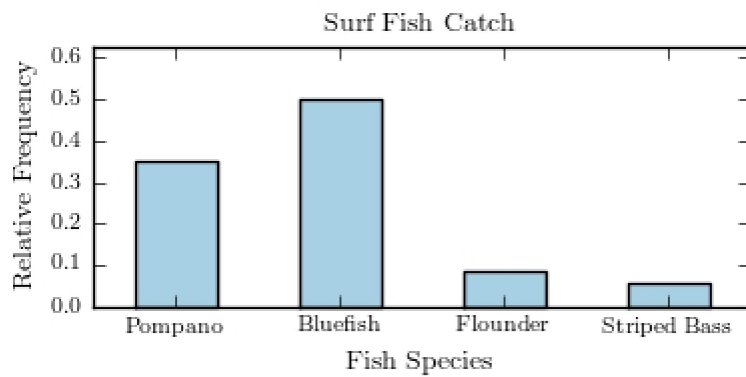 Surf Fish Catch
Relative Frequency
0.6
0.5
0.4
0.3
0.2
0.1
0.0
Pompano Bluefish Flounder Striped Bass
Fish Species